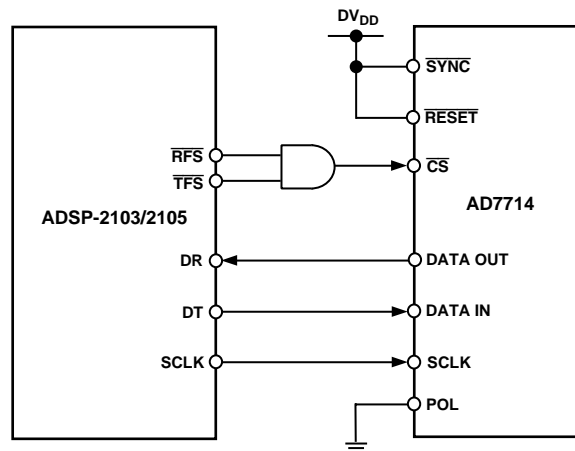 DVDD
SYNC
RESET
RFS
CS
TFS
ADSP-2103/2105
AD7714
DR
DATA OUT
DT
DATA IN
SCLK
SCLK
POL